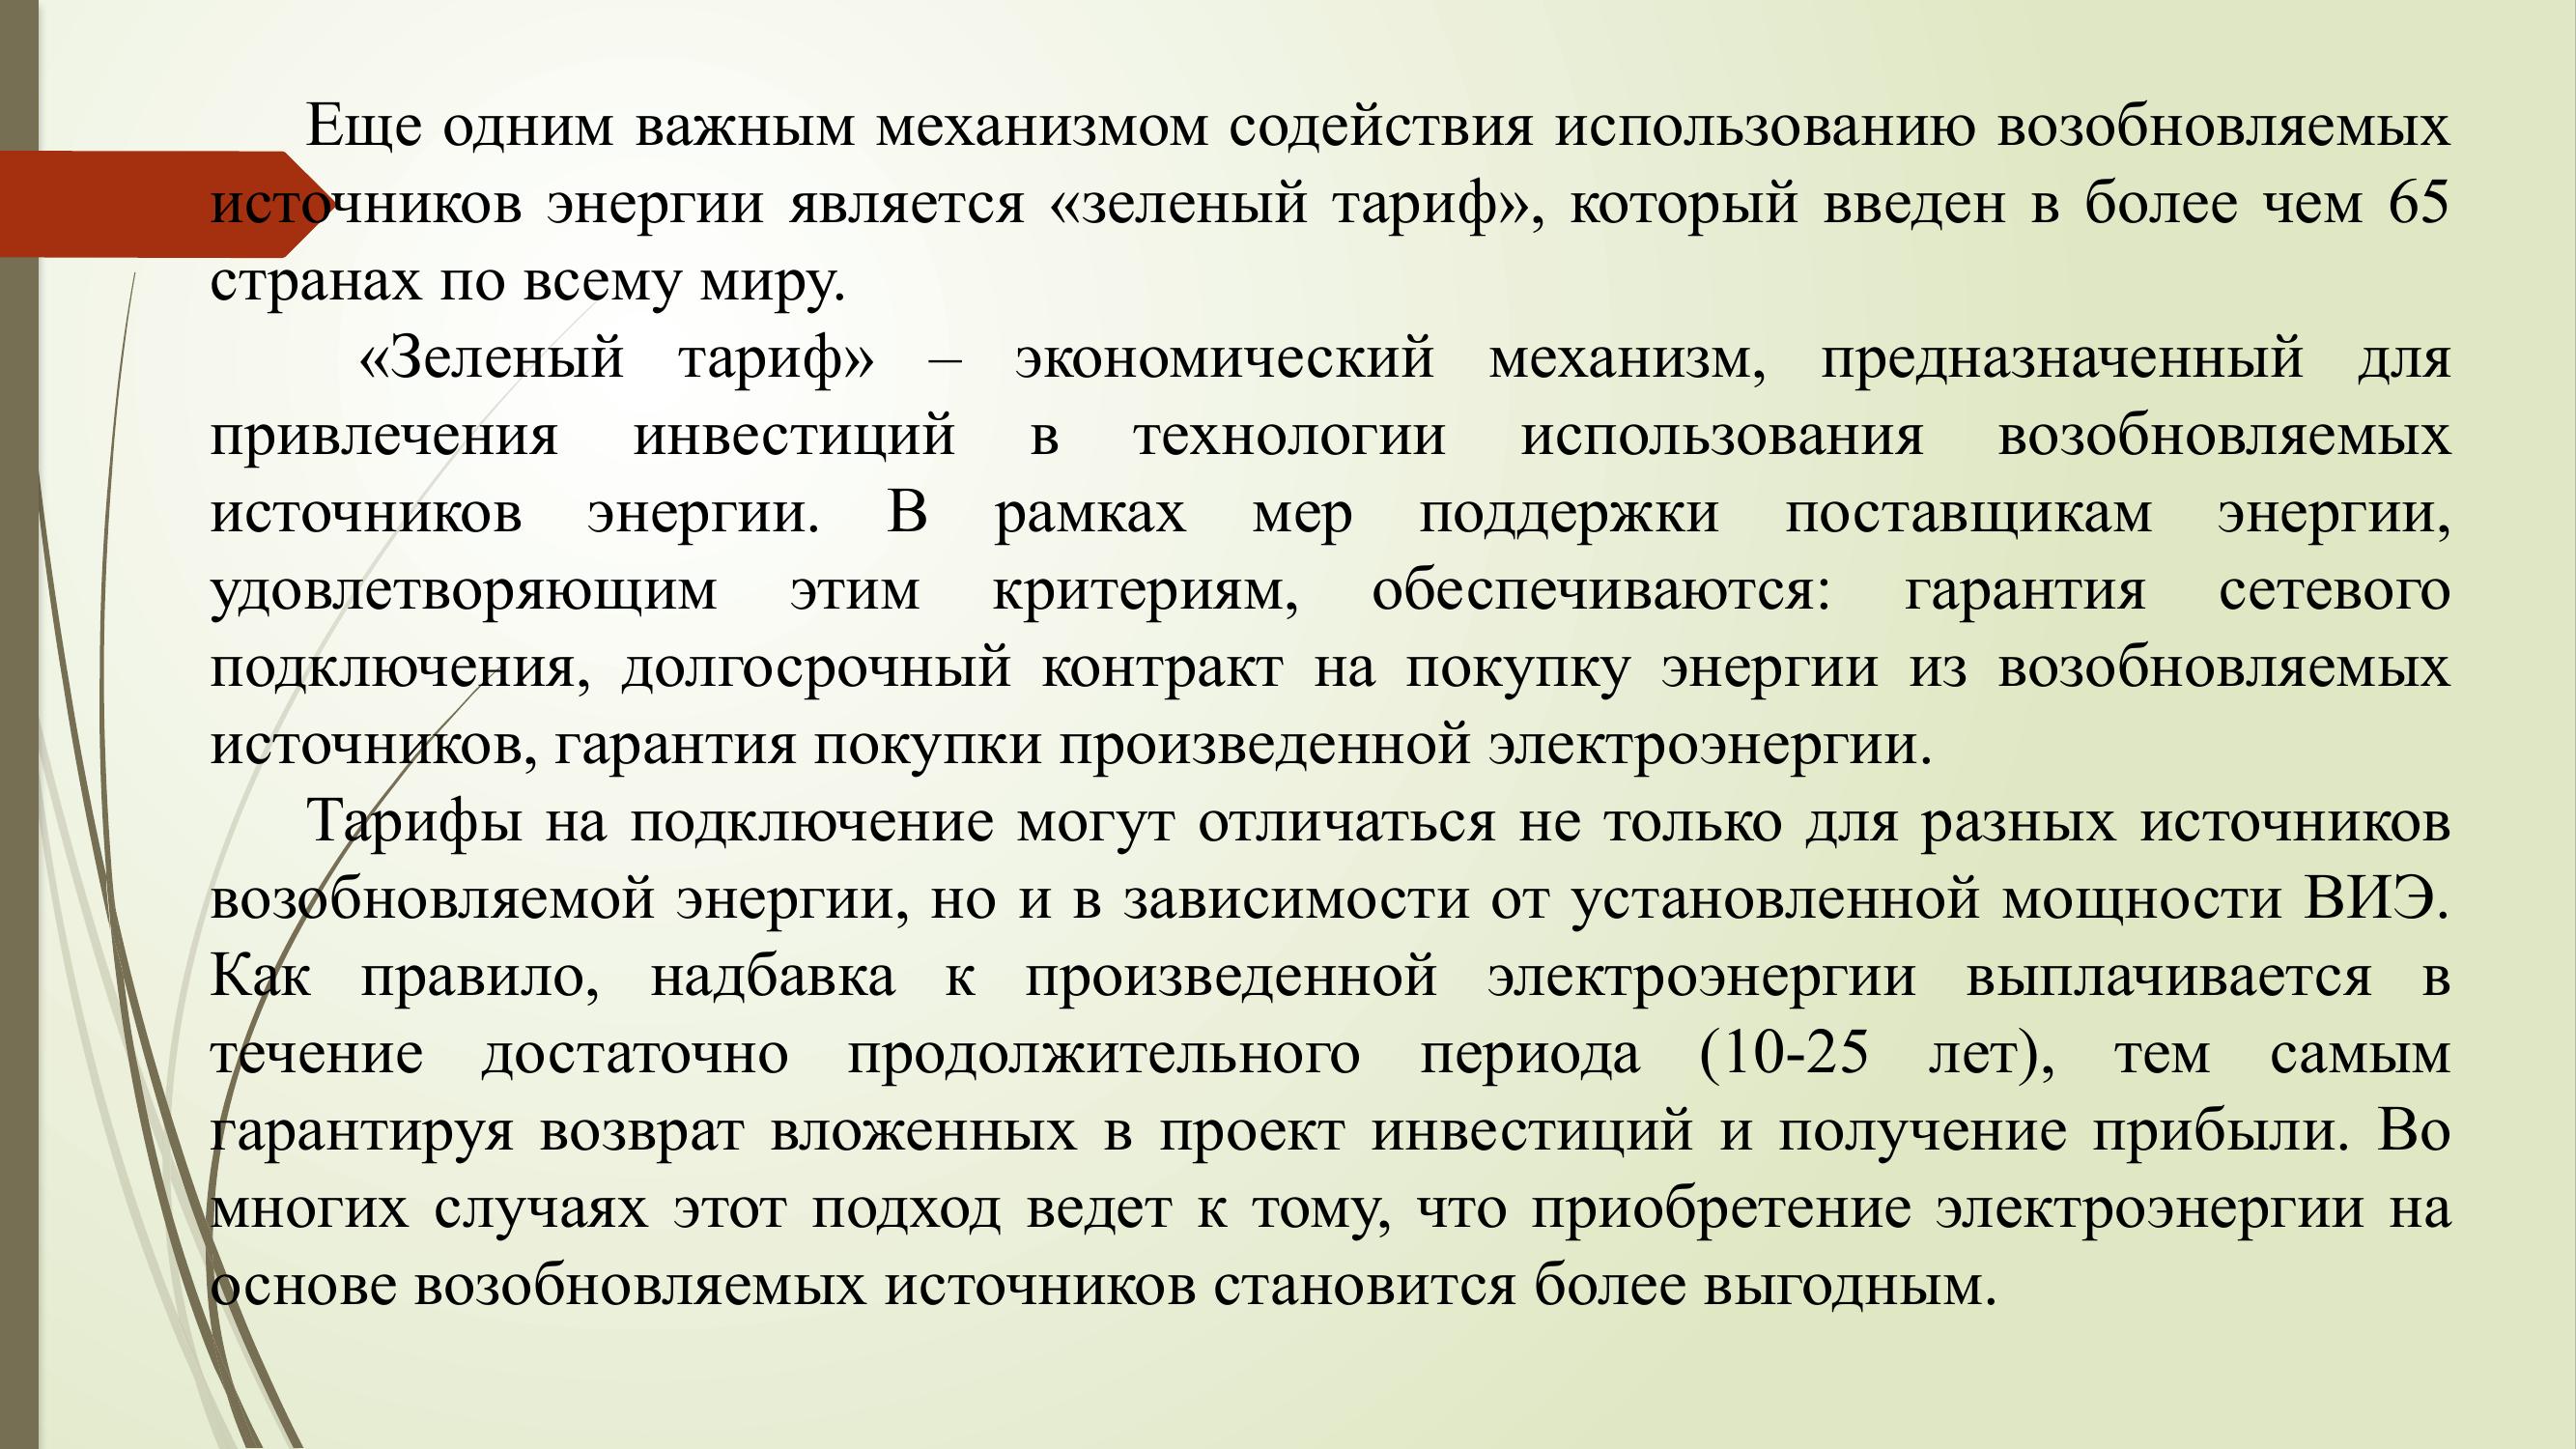 Еще одним важным механизмом содействия использованию возобновляемых
источников энергии является «зеленый тариф», который введен в более чем 65
странах по всему миру.
«Зеленый тариф» – экономический механизм, предназначенный для
привлечения инвестиций в технологии использования возобновляемых
источников энергии. В рамках мер поддержки поставщикам энергии,
удовлетворяющим этим критериям, обеспечиваются: гарантия сетевого
подключения, долгосрочный контракт на покупку энергии из возобновляемых
источников, гарантия покупки произведенной электроэнергии.
Тарифы на подключение могут отличаться не только для разных источников
возобновляемой энергии, но и в зависимости от установленной мощности ВИЭ.
Как правило, надбавка к произведенной электроэнергии выплачивается в
течение достаточно продолжительного периода (10-25 лет), тем самым
гарантируя возврат вложенных в проект инвестиций и получение прибыли. Во
многих случаях этот подход ведет к тому, что приобретение электроэнергии на
основе возобновляемых источников становится более выгодным.